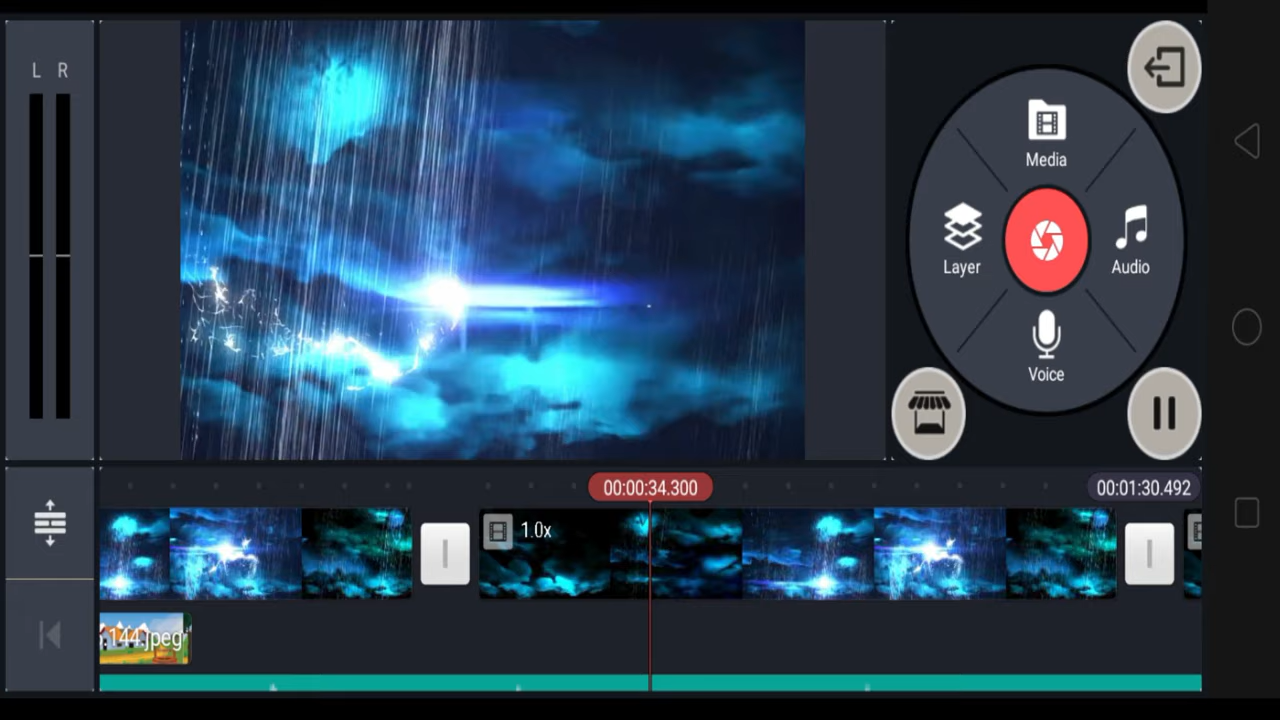 L R
Media
Layer
Audio
Voice
00:00:34.300
00:01:30.492
1.0x
.144.jpeg